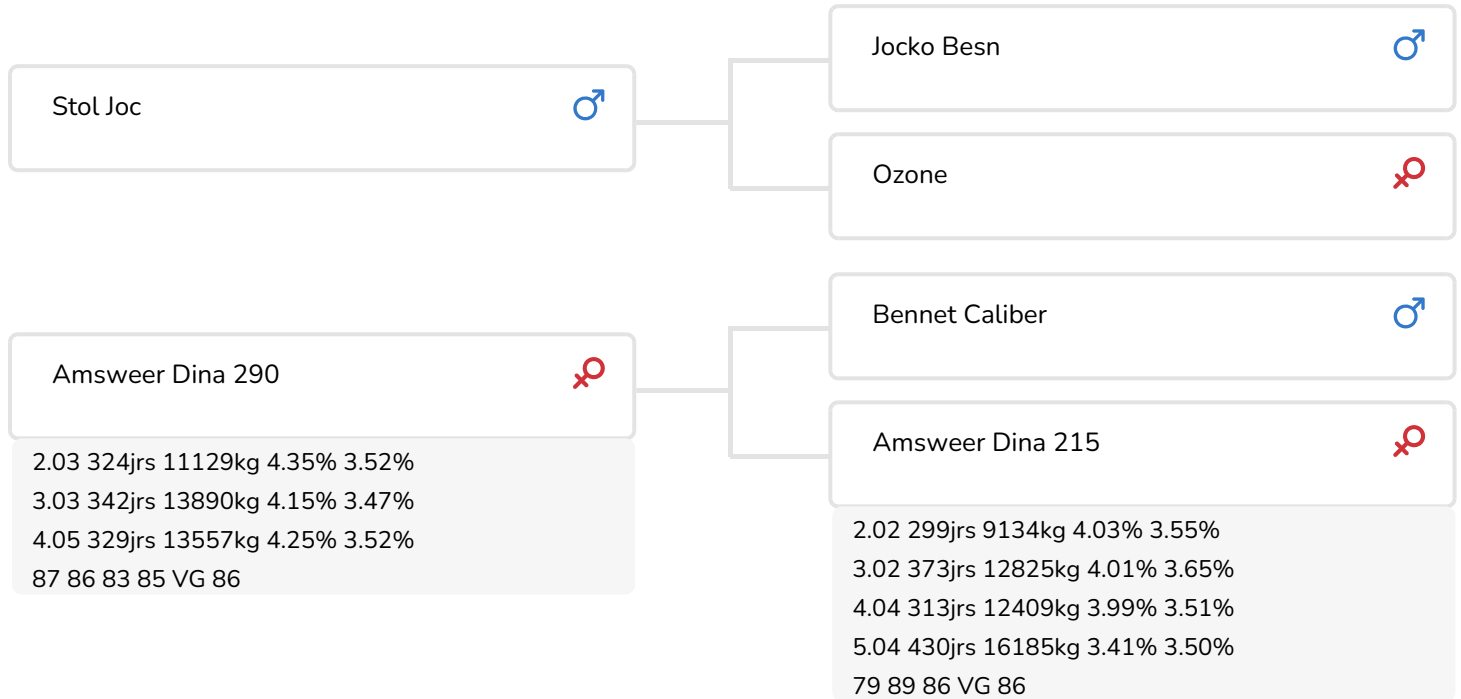 Stol Joc
Jocko Besn
Ozone
Amsweer Dina 290
2.03 324jrs 11129kg 4.35% 3.52%
3.03 342jrs 13890kg 4.15% 3.47%
4.05 329jrs 13557kg 4.25% 3.52%
87 86 83 85 VG 86
Bennet Caliber
Amsweer Dina 215
2.02 299jrs 9134kg 4.03% 3.55%
3.02 373jrs 12825kg 4.01% 3.65%
4.04 313jrs 12409kg 3.99% 3.51%
5.04 430jrs 16185kg 3.41% 3.50%
79 89 86 VG 86